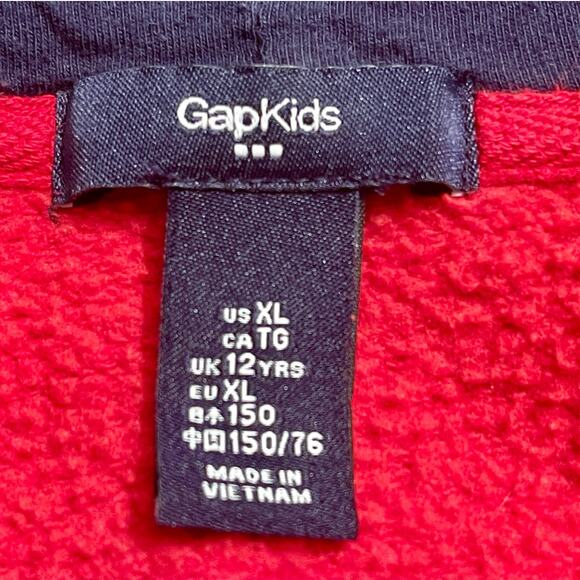 GapKids
US XL
CA TG
UK 12 YRS
EU XL
日本 150
中国 150/76
MADE IN
VIETNAM